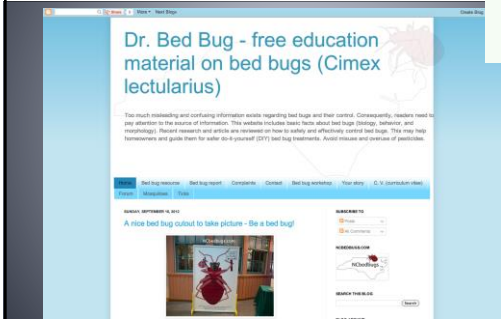 Share
More
Next Blog»
Create Blog
Dr. Bed Bug - free education
material on bed bugs (Cimex
lectularius)
Too much misleading and confusing information exists regarding bed bugs and their control. Consequently, readers need to
pay attention to the source of information. This website includes basic facts about bed bugs (biology, behavior, and
morphology). Recent research and article are reviewed on how to safely and effectively control bed bugs. This may help
homeowners and guide them for safer do-it-yourself (DIY) bed bug treatments. Avoid misuse and overuse of pesticides.
Home Bed bug resource Bed bug report Complaints Contact Bed bug workshop Your story C. V. (curriculum vitae)
Forum Mosquitoes Ticks
SUNDAY, SEPTEMBER 16, 2012
A nice bed bug cutout to take picture - Be a bed bug!
SUBSCRIBE TO
Posts
All Comments
NCBEDBUGS.COM
NCbedbugs
SEARCH THIS BLOG
Search